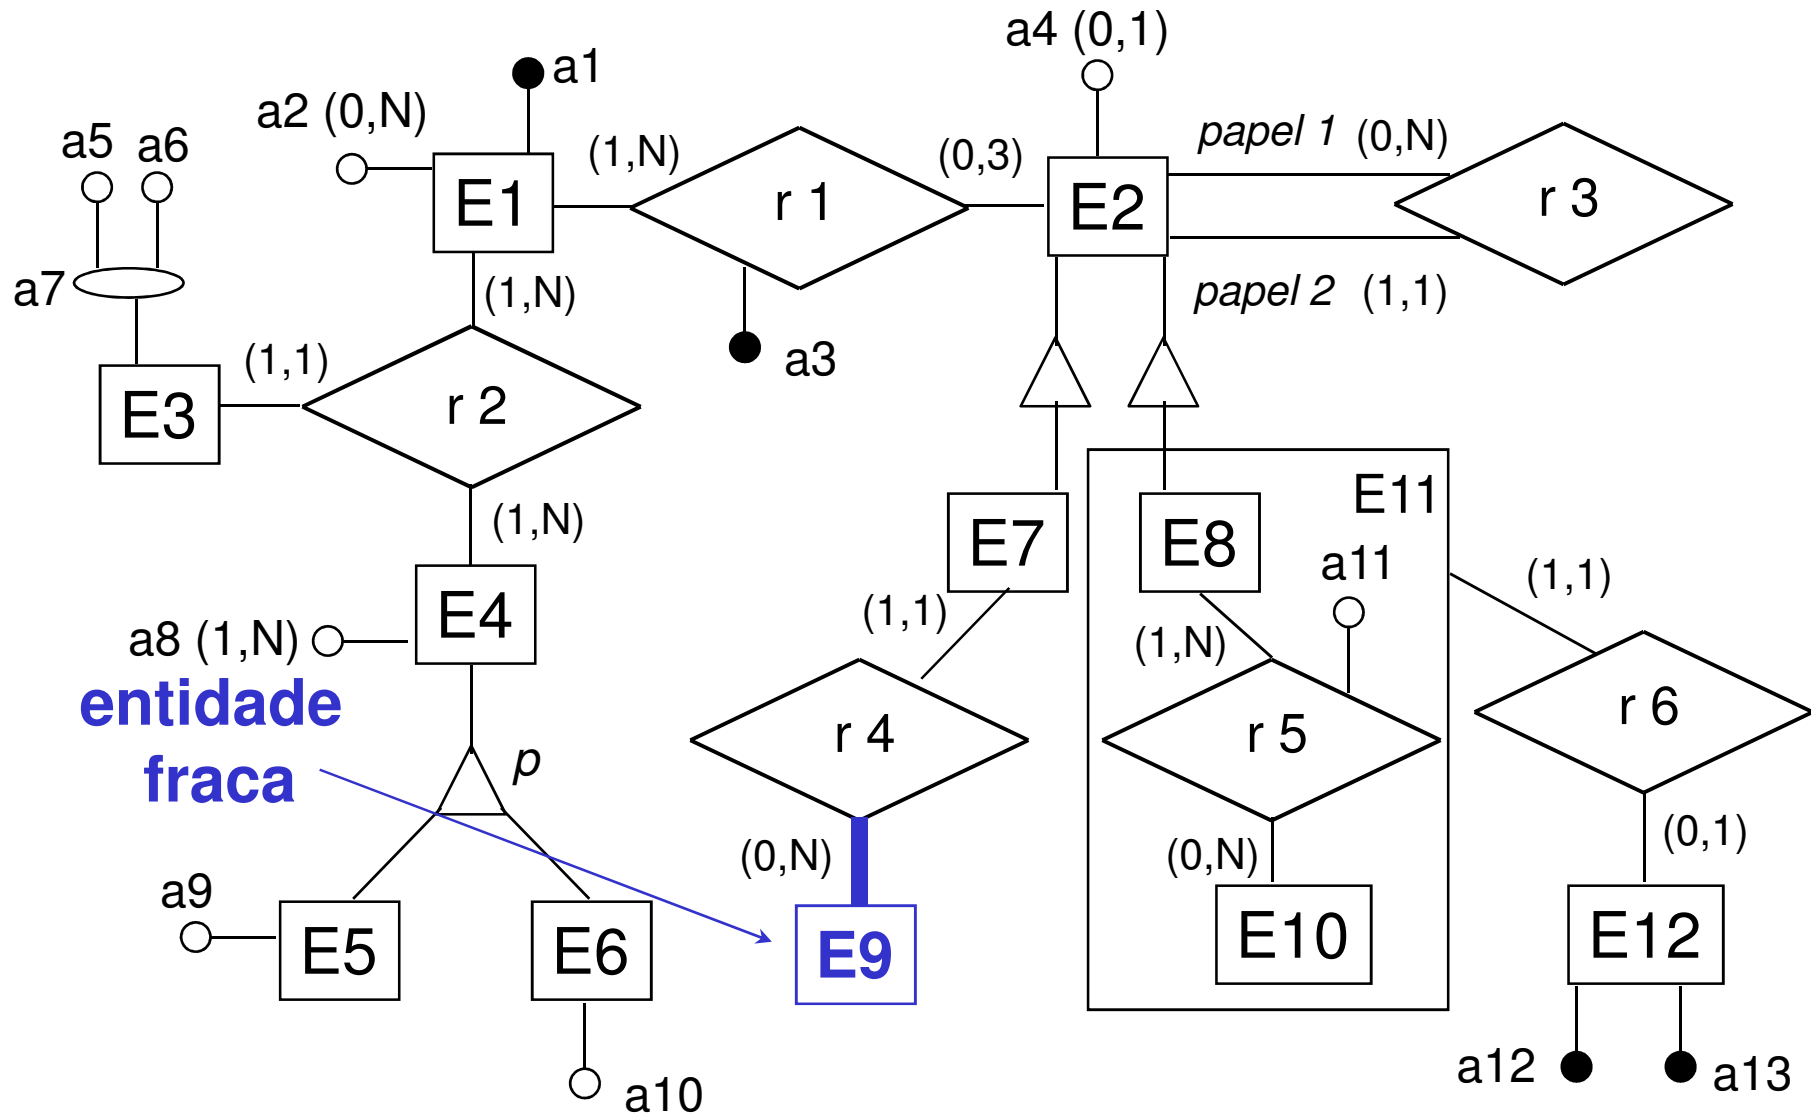 a4 (0,1)
a1
a2 (0,N)
a5
a6
(1,N)
(0,3)
papel 1
(0,N)
E1
r 1
E2
r 3
a7
(1,N)
papel 2
(1,1)
a3
(1,1)
E3
r 2
(1,N)
E11
E7
E8
a11
(1,1)
E4
(1,1)
a8 (1,N)
(1,N)
entidade
fraca
p
r 4
r 5
r 6
(0,N)
(0,N)
(0,1)
a9
E5
E6
E9
E10
E12
a10
a12
a13